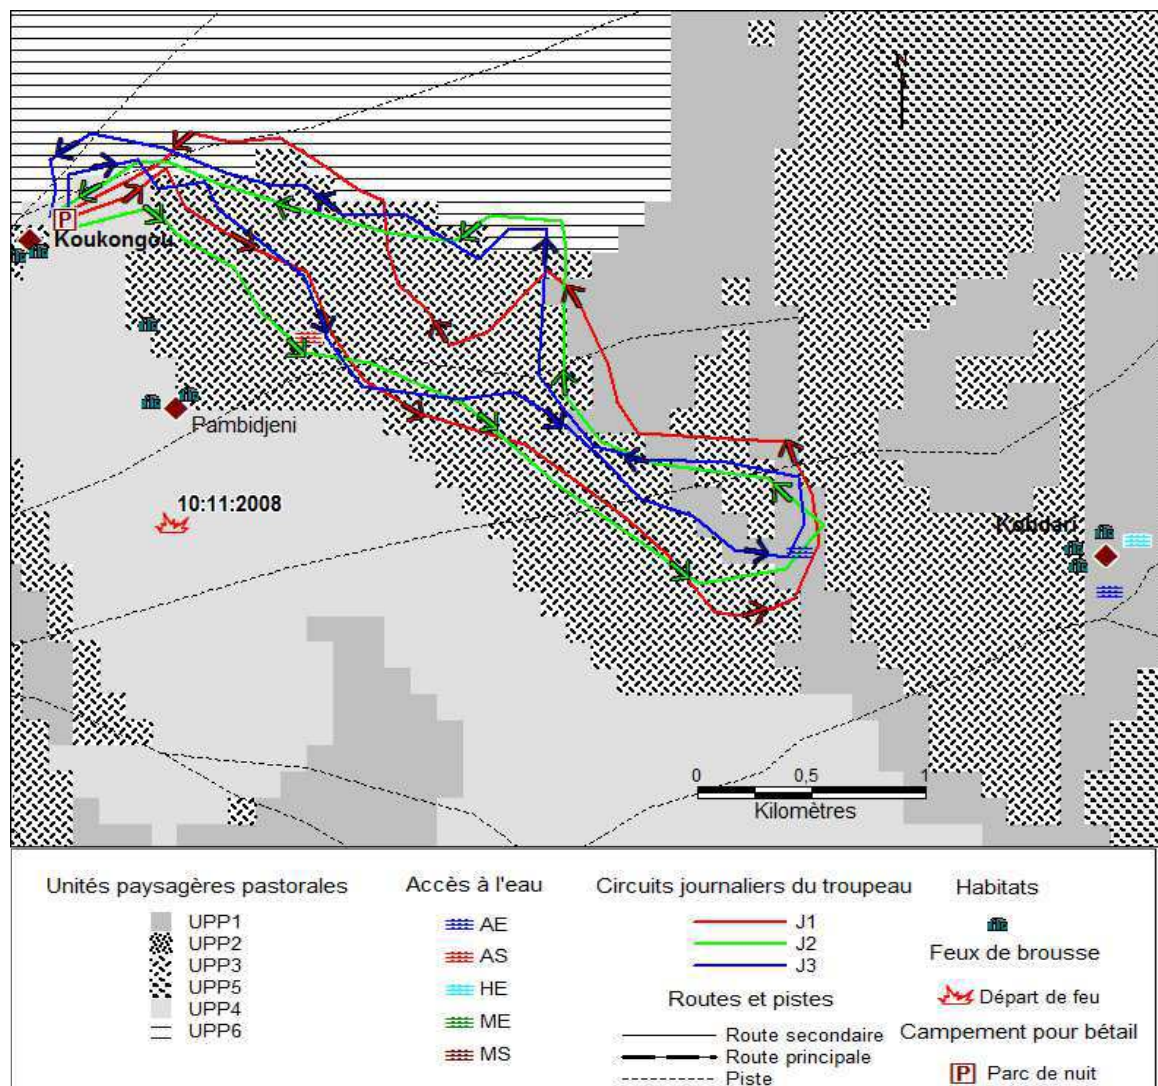 N
P
Koukongou
Pambidjeni
10:11:2008
Kobdari
0 0,5 1
Kilomètres
Unités paysagères pastorales
UPP1
UPP2
UPP3
UPP5
UPP4
UPP6
Accès à l'eau
AE
AS
HE
ME
MS
Circuits journaliers du troupeau
J1
J2
J3
Routes et pistes
Route secondaire
Route principale
Piste
Habitats
Feux de brousse
Départ de feu
Campement pour bétail
P Parc de nuit